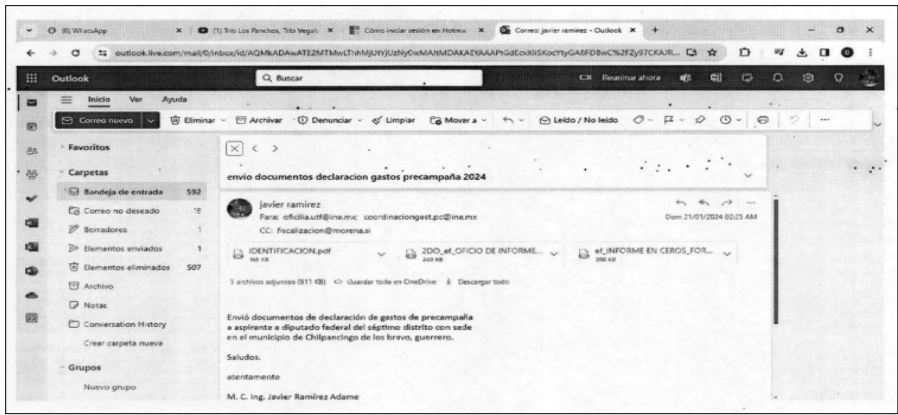 (6) WhatsApp
(1) Trio Los Panchos, Trio Vegab
Cómo iniciar sesión en Hotma
Correo: javier ramirez - Outlook
Outlook
Buscar
Reunirse ahora
Inicio Ver Ayuda
Correo nuevo
Eliminar
Archivar
Denunciar
Limpiar
Mover a
Leído / No leído
Favoritos
Carpetas
Bandeja de entrada 592
Correo no deseado 18
Borradores 1
Elementos enviados 1
Elementos eliminados 507
Archivo
Notas
Conversation History
Crear carpeta nueva
Grupos
Nuevo grupo
envio documentos declaracion gastos precampaña 2024
javier ramirez
Para: oficilia.utf@ine.mx; coordinaciongest.pc@ine.mx
CC: fiscalizacion@morena.si
Dom 21/01/2024 02:25 AM
IDENTIFICACION.pdf
2DO_ef_OFICIO DE INFORME...
ef_INFORME EN CEROS_FOR...
3 archivos adjuntos (811 KB) Guardar todo en OneDrive Descargar todo
Envió documentos de declaración de gastos de precampaña
a aspirante a diputado federal del séptimo distrito con sede
en el municipio de Chilpancingo de los bravo, guerrero.
Saludos.
atentamente
M. C. Ing. Javier Ramírez Adame